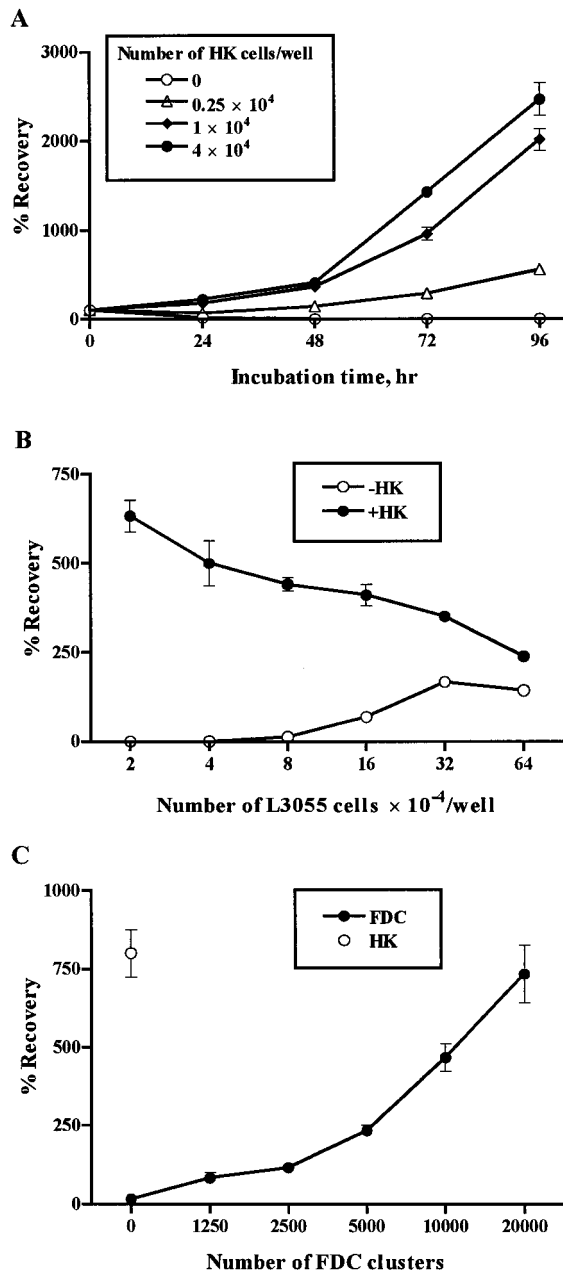 A
Number of HK cells/well
0
0.25 × 10⁴
1 × 10⁴
4 × 10⁴
% Recovery
3000
2000
1000
0
0 24 48 72 96
Incubation time, hr
B
-HK
+HK
% Recovery
750
500
250
0
2 4 8 16 32 64
Number of L3055 cells × 10⁻⁴/well
C
FDC
HK
% Recovery
1000
750
500
250
0
0 1250 2500 5000 10000 20000
Number of FDC clusters